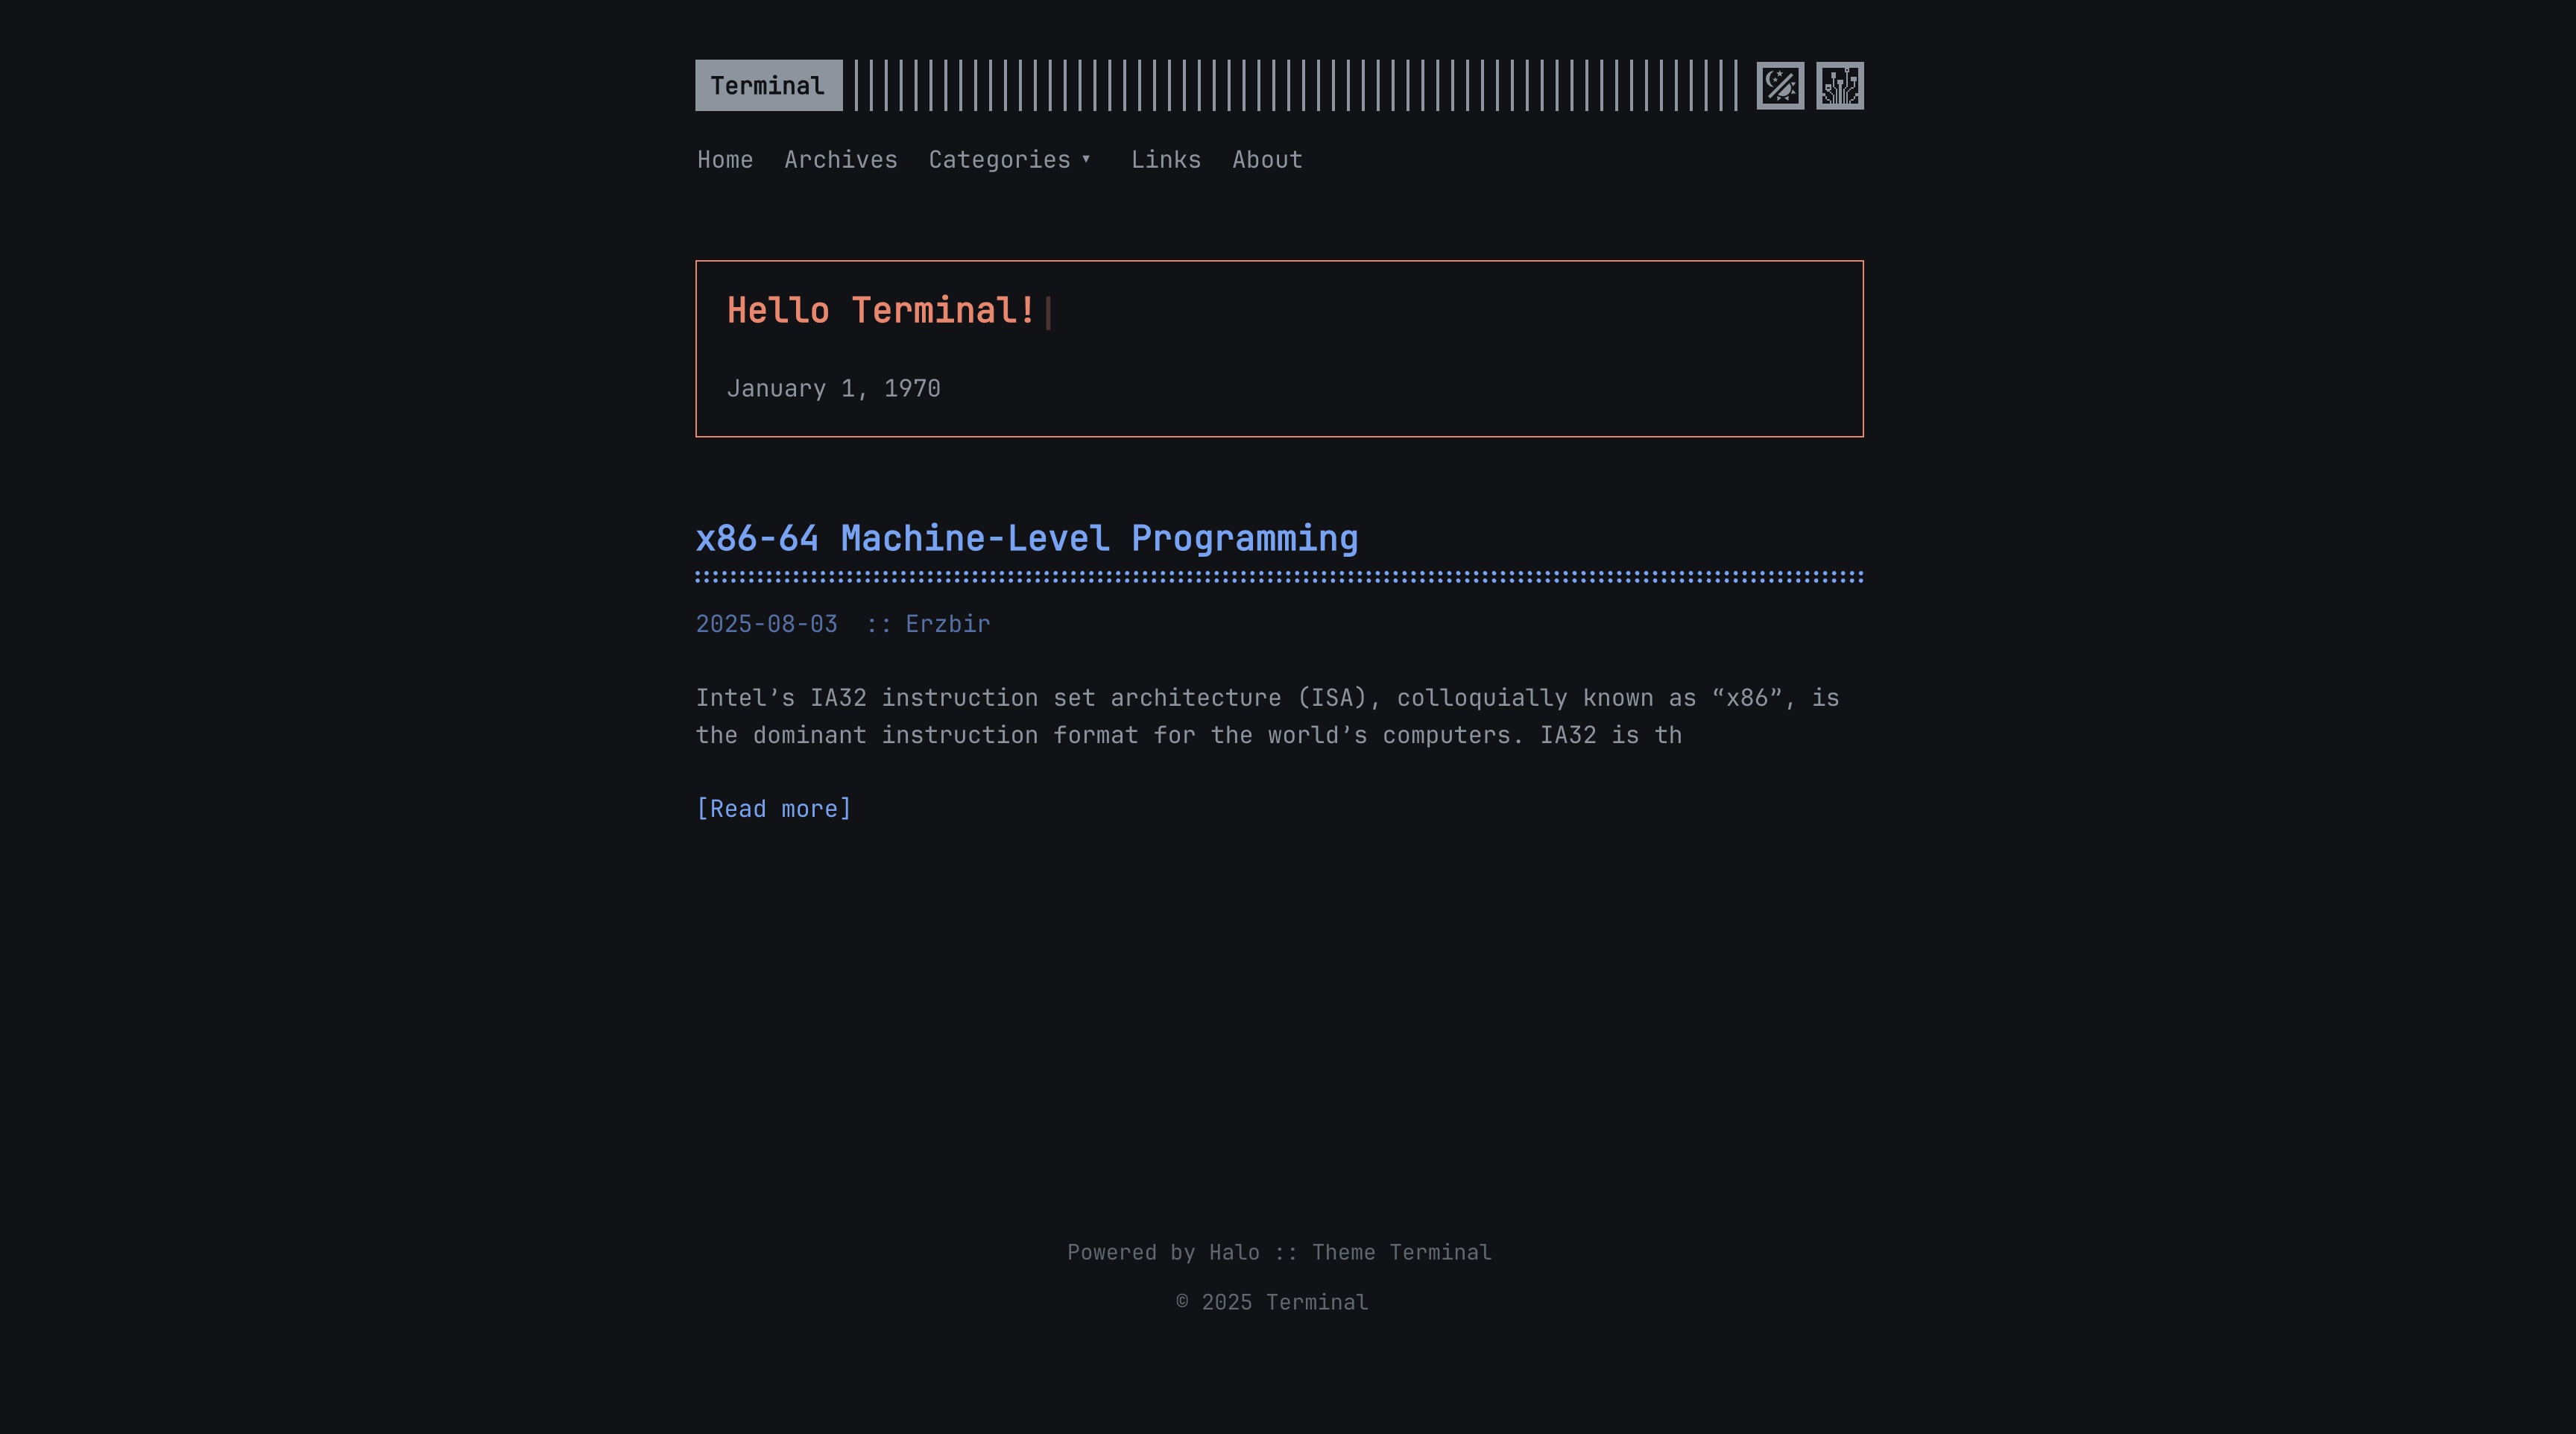 Terminal
Home Archives Categories ▾ Links About
Hello Terminal!
January 1, 1970
x86-64 Machine-Level Programming
2025-08-03 :: Erzbir
Intel’s IA32 instruction set architecture (ISA), colloquially known as “x86”, is
the dominant instruction format for the world’s computers. IA32 is th
[Read more]
Powered by Halo :: Theme Terminal
© 2025 Terminal